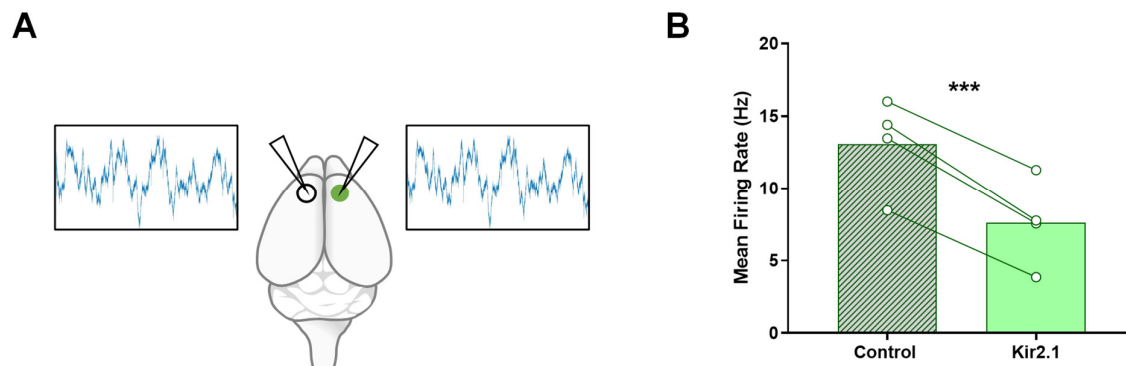 A
B
20
15
10
5
0
Mean Firing Rate (Hz)
***
Control
Kir2.1